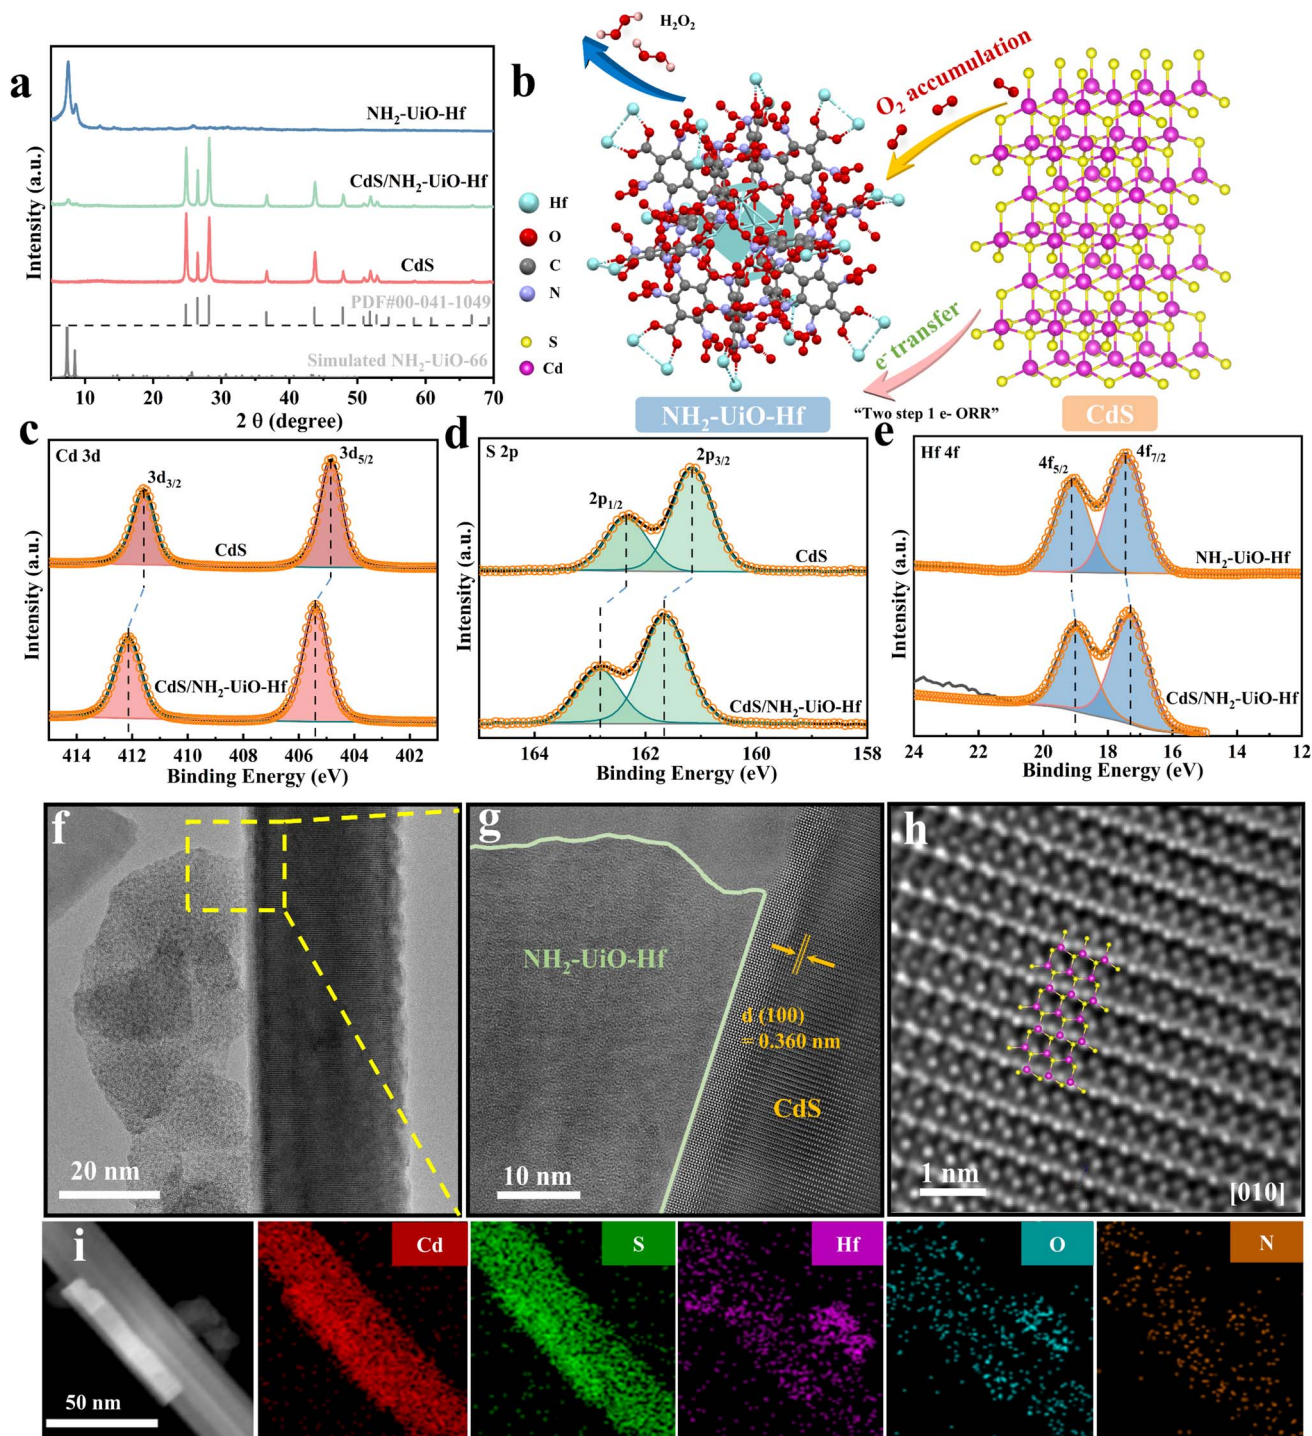 a
Intensity (a.u.)
NH₂-UiO-Hf
CdS/NH₂-UiO-Hf
CdS
PDF#00-041-1049
Simulated NH₂-UiO-66
10 20 30 40 50 60 70
2 θ (degree)
b
H₂O₂
O₂ accumulation
Hf
O
C
N
S
Cd
e⁻ transfer
"Two step 1 e- ORR"
NH₂-UiO-Hf
CdS
c
Cd 3d
3d₃/₂
3d₅/₂
CdS
CdS/NH₂-UiO-Hf
Intensity (a.u.)
414 412 410 408 406 404 402
Binding Energy (eV)
d
S 2p
2p₁/₂
2p₃/₂
CdS
CdS/NH₂-UiO-Hf
Intensity (a.u.)
164 162 160 158
Binding Energy (eV)
e
Hf 4f
4f₅/₂
4f₇/₂
NH₂-UiO-Hf
CdS/NH₂-UiO-Hf
Intensity (a.u.)
24 22 20 18 16 14 12
Binding Energy (eV)
f
20 nm
g
NH₂-UiO-Hf
d (100)
= 0.360 nm
CdS
10 nm
h
1 nm
[010]
i
50 nm
Cd
S
Hf
O
N